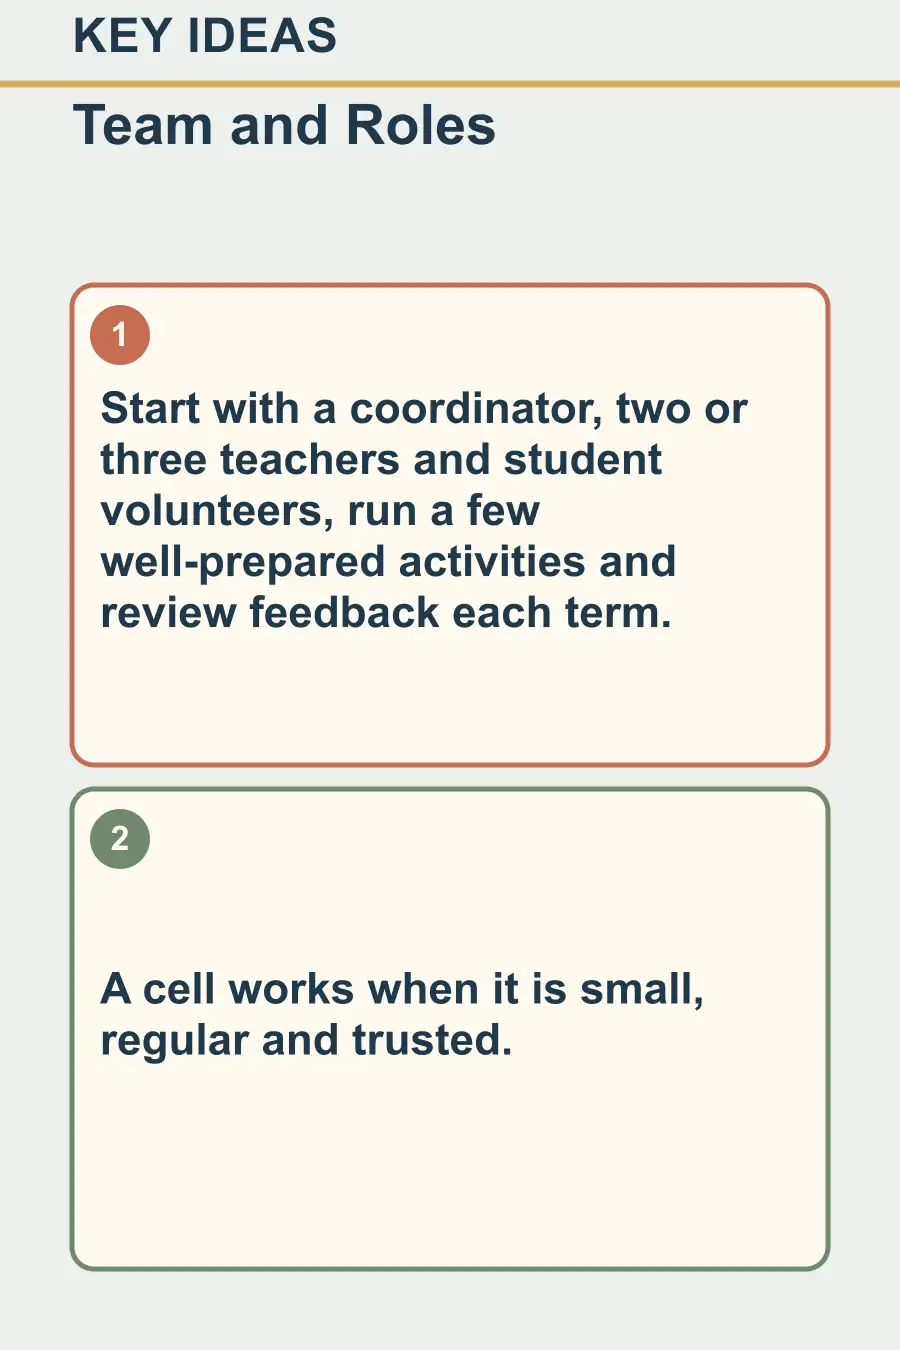 KEY IDEAS
Team and Roles
1
Start with a coordinator, two or
three teachers and student
volunteers, run a few
well-prepared activities and
review feedback each term.
2
A cell works when it is small,
regular and trusted.